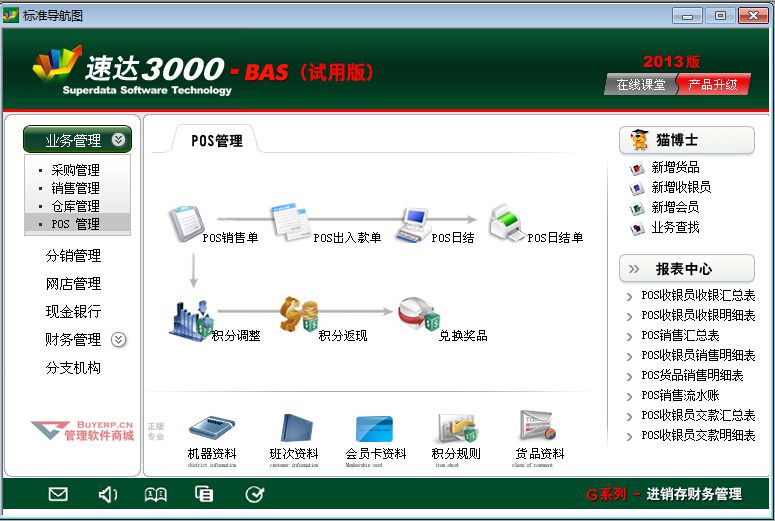 标准导航图
速达3000-BAS（试用版）
Superdata Software Technology
2013版
在线课堂
产品升级
业务管理
采购管理
销售管理
仓库管理
POS 管理
分销管理
网店管理
现金银行
财务管理
分支机构
BUYERP.CN
管理软件商城
正版
专业
POS管理
POS销售单
POS出入款单
POS日结
POS日结单
积分调整
积分返现
兑换奖品
机器资料
district information
班次资料
customer information
会员卡资料
Membership card
积分规则
item sheet
货品资料
class of revement
猫博士
新增货品
新增收银员
新增会员
业务查找
报表中心
POS收银员收银汇总表
POS收银员收银明细表
POS销售汇总表
POS收银员销售明细表
POS货品销售明细表
POS销售流水账
POS收银员交款汇总表
POS收银员交款明细表
G系列 - 进销存财务管理